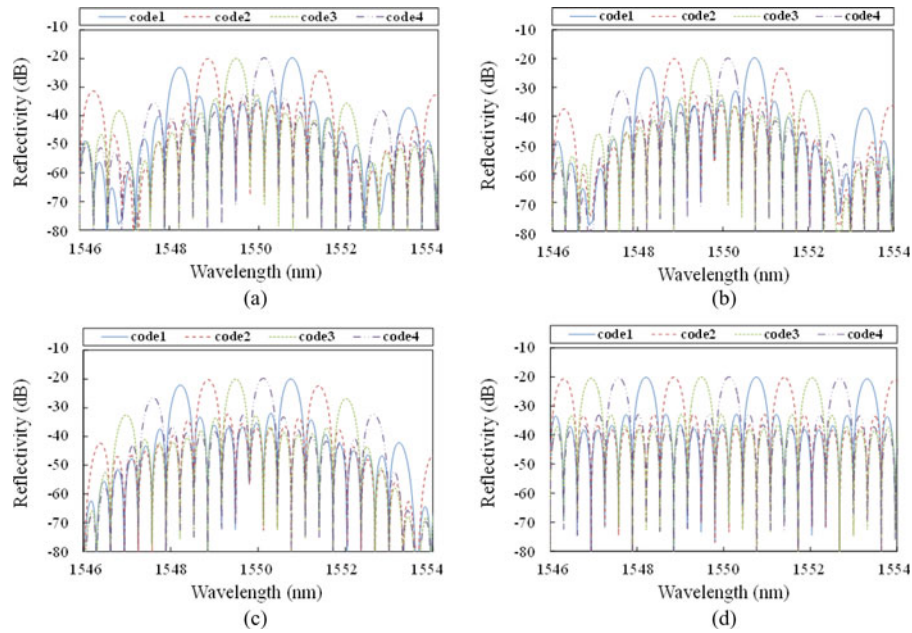 code1 code2 code3 code4
-10
-20
-30
-40
-50
-60
-70
-80
Reflectivity (dB)
1546 1548 1550 1552 1554
Wavelength (nm)
(a)
code1 code2 code3 code4
-10
-20
-30
-40
-50
-60
-70
-80
Reflectivity (dB)
1546 1548 1550 1552 1554
Wavelength (nm)
(b)
code1 code2 code3 code4
-10
-20
-30
-40
-50
-60
-70
-80
Reflectivity (dB)
1546 1548 1550 1552 1554
Wavelength (nm)
(c)
code1 code2 code3 code4
-10
-20
-30
-40
-50
-60
-70
-80
Reflectivity (dB)
1546 1548 1550 1552 1554
Wavelength (nm)
(d)